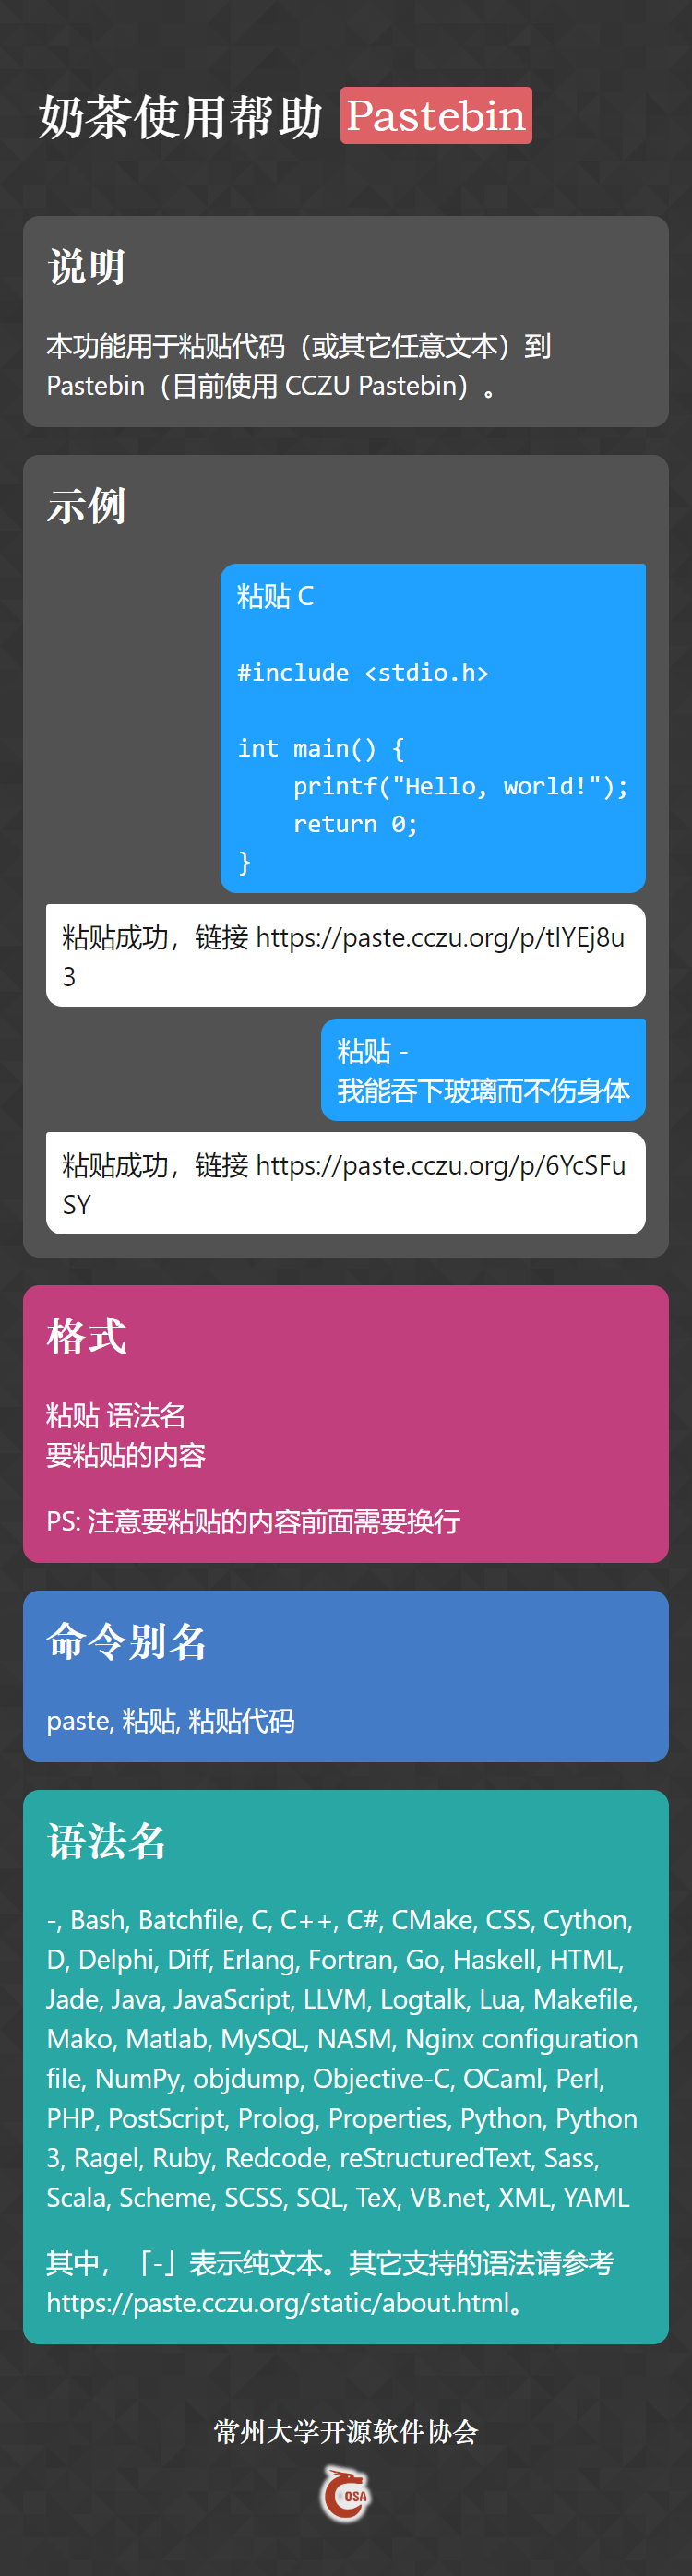 奶茶使用帮助 Pastebin
说明
本功能用于粘贴代码（或其它任意文本）到
Pastebin（目前使用 CCZU Pastebin）。
示例
粘贴 C
#include <stdio.h>
int main() {
    printf("Hello, world!");
    return 0;
}
粘贴成功，链接 https://paste.cczu.org/p/tIYEj8u
3
粘贴 -
我能吞下玻璃而不伤身体
粘贴成功，链接 https://paste.cczu.org/p/6YcSFu
SY
格式
粘贴 语法名
要粘贴的内容
PS: 注意要粘贴的内容前面需要换行
命令别名
paste, 粘贴, 粘贴代码
语法名
-, Bash, Batchfile, C, C++, C#, CMake, CSS, Cython,
D, Delphi, Diff, Erlang, Fortran, Go, Haskell, HTML,
Jade, Java, JavaScript, LLVM, Logtalk, Lua, Makefile,
Mako, Matlab, MySQL, NASM, Nginx configuration
file, NumPy, objdump, Objective-C, OCaml, Perl,
PHP, PostScript, Prolog, Properties, Python, Python
3, Ragel, Ruby, Redcode, reStructuredText, Sass,
Scala, Scheme, SCSS, SQL, TeX, VB.net, XML, YAML
其中，「-」表示纯文本。其它支持的语法请参考
https://paste.cczu.org/static/about.html。
常州大学开源软件协会
OSA